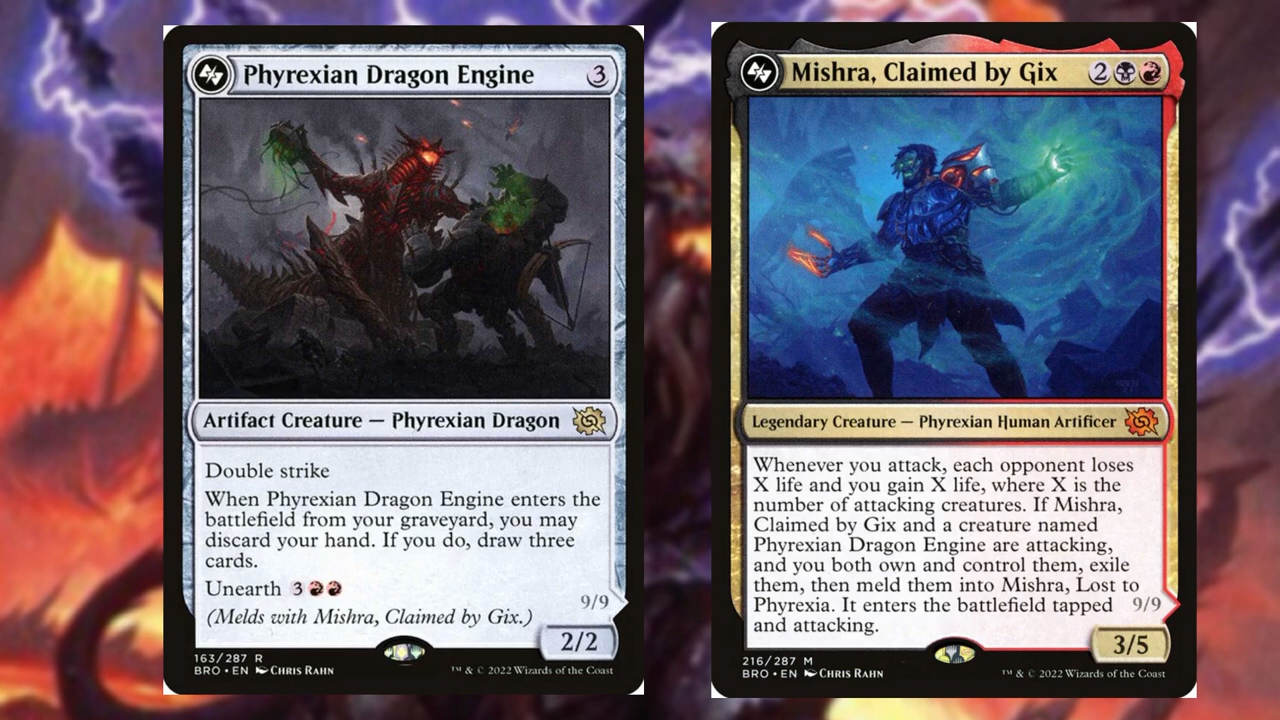 Phyrexian Dragon Engine 3
Artifact Creature — Phyrexian Dragon
Double strike
When Phyrexian Dragon Engine enters the
battlefield from your graveyard, you may
discard your hand. If you do, draw three
cards.
Unearth 3
9/9
(Melds with Mishra, Claimed by Gix.)
2/2
163/287 R
BRO • EN CHRIS RAHN
™ & © 2022 Wizards of the Coast
Mishra, Claimed by Gix 2
Legendary Creature — Phyrexian Human Artificer
Whenever you attack, each opponent loses
X life and you gain X life, where X is the
number of attacking creatures. If Mishra,
Claimed by Gix and a creature named
Phyrexian Dragon Engine are attacking,
and you both own and control them, exile
them, then meld them into Mishra, Lost to
Phyrexia. It enters the battlefield tapped 9/9
and attacking.
3/5
216/287 M
BRO • EN CHRIS RAHN
™ & © 2022 Wizards of the Coast